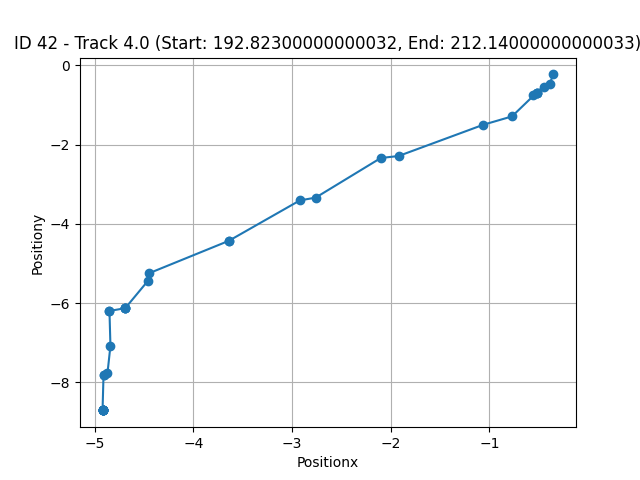 ID 42 - Track 4.0 (Start: 192.82300000000032, End: 212.14000000000033)
0
−2
−4
−6
−8
Positiony
−5 −4 −3 −2 −1
Positionx